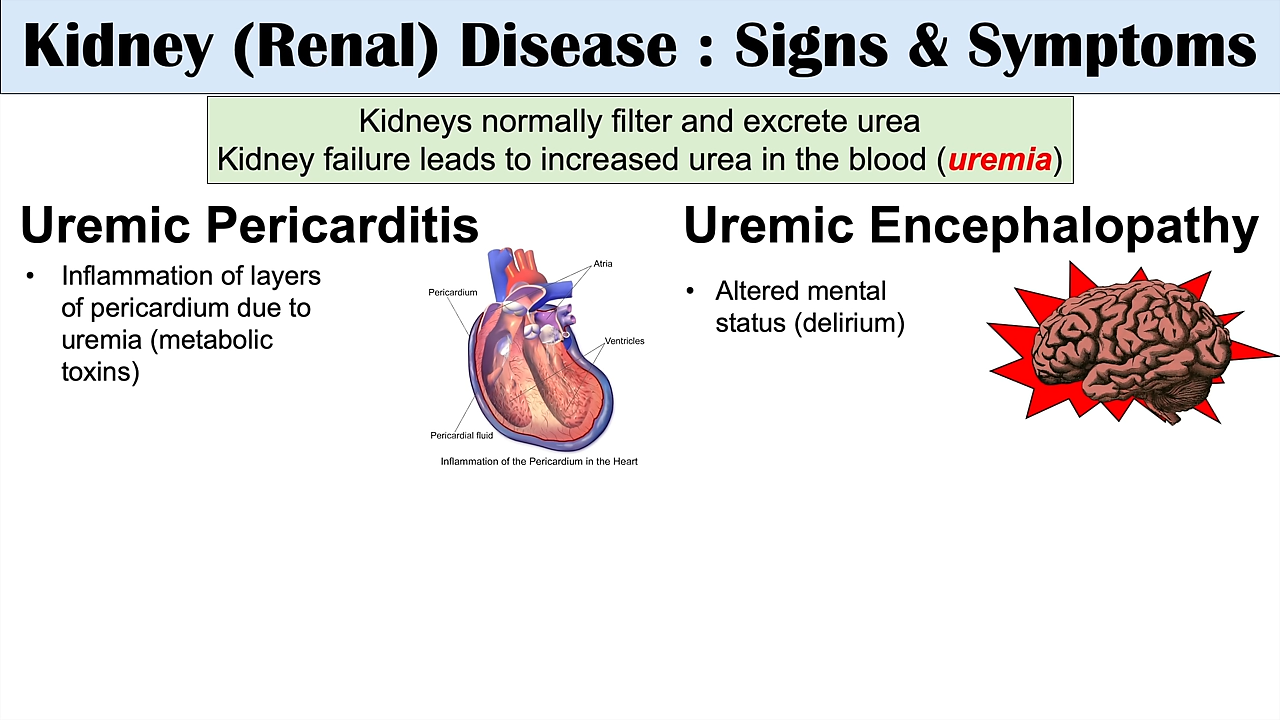 Kidney (Renal) Disease : Signs & Symptoms
Kidneys normally filter and excrete urea
Kidney failure leads to increased urea in the blood (uremia)
Uremic Pericarditis
• Inflammation of layers
of pericardium due to
uremia (metabolic
toxins)
Atria
Pericardium
Ventricles
Pericardial fluid
Inflammation of the Pericardium in the Heart
Uremic Encephalopathy
• Altered mental
status (delirium)